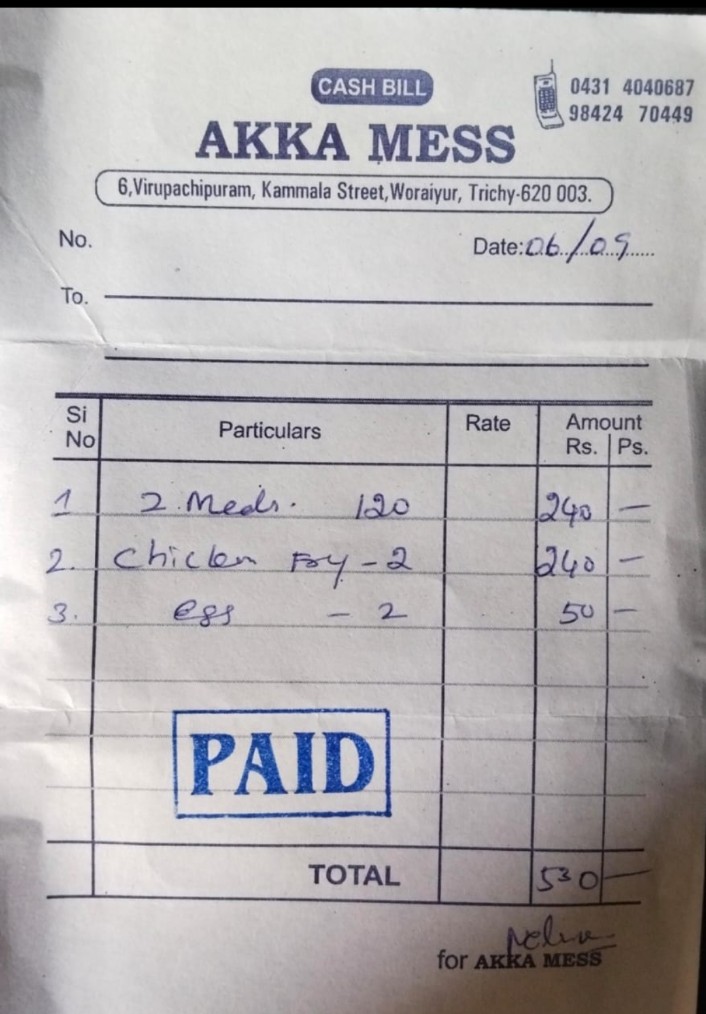 CASH BILL
0431 4040687
98424 70449
AKKA MESS
6,Virupachipuram, Kammala Street,Woraiyur, Trichy-620 003.
No. Date: 06/09
To.
Si No Particulars Rate Amount Rs. Ps.
1 2 Meals. 120 240 —
2. Chicken Fry - 2 240 —
3. egg - 2 50 —
PAID
TOTAL 530 —
for AKKA MESS